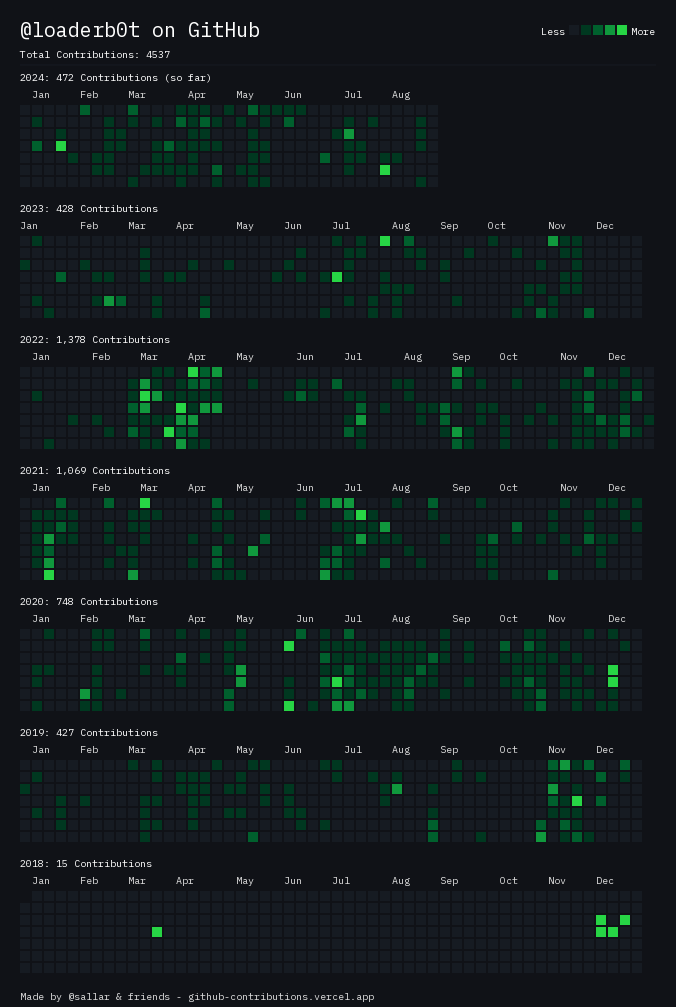 @loaderb0t on GitHub
Less More
Total Contributions: 4537
2024: 472 Contributions (so far)
Jan Feb Mar Apr May Jun Jul Aug
2023: 428 Contributions
Jan Feb Mar Apr May Jun Jul Aug Sep Oct Nov Dec
2022: 1,378 Contributions
Jan Feb Mar Apr May Jun Jul Aug Sep Oct Nov Dec
2021: 1,069 Contributions
Jan Feb Mar Apr May Jun Jul Aug Sep Oct Nov Dec
2020: 748 Contributions
Jan Feb Mar Apr May Jun Jul Aug Sep Oct Nov Dec
2019: 427 Contributions
Jan Feb Mar Apr May Jun Jul Aug Sep Oct Nov Dec
2018: 15 Contributions
Jan Feb Mar Apr May Jun Jul Aug Sep Oct Nov Dec
Made by @sallar & friends - github-contributions.vercel.app